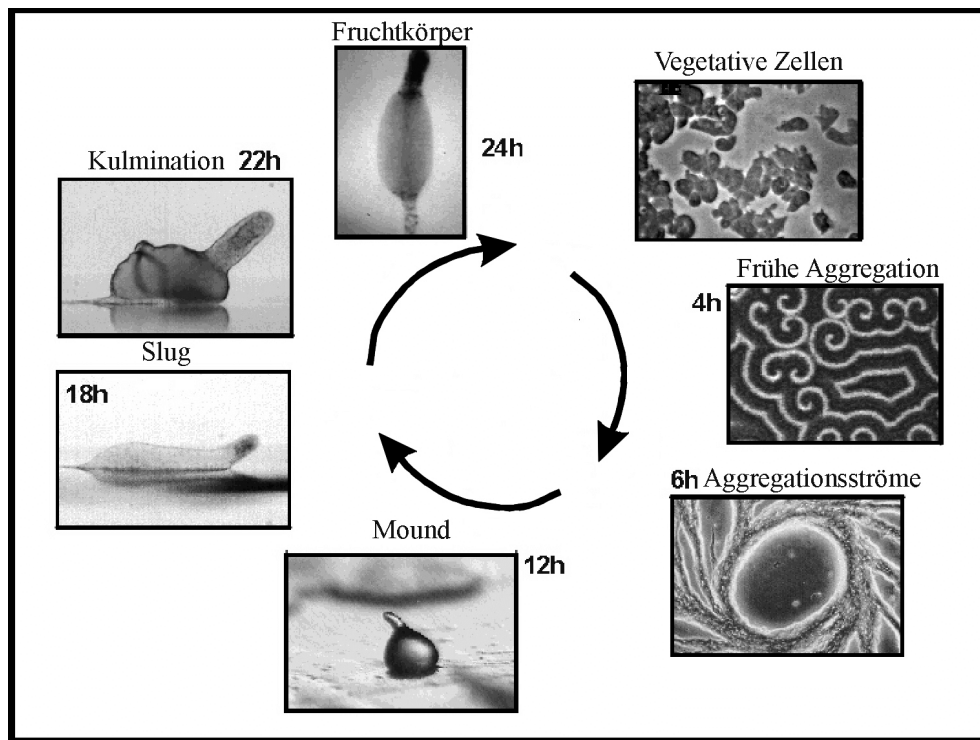 Fruchtkörper
24h
Vegetative Zellen
Frühe Aggregation
4h
6h Aggregationsströme
Mound
12h
Slug
18h
Kulmination 22h